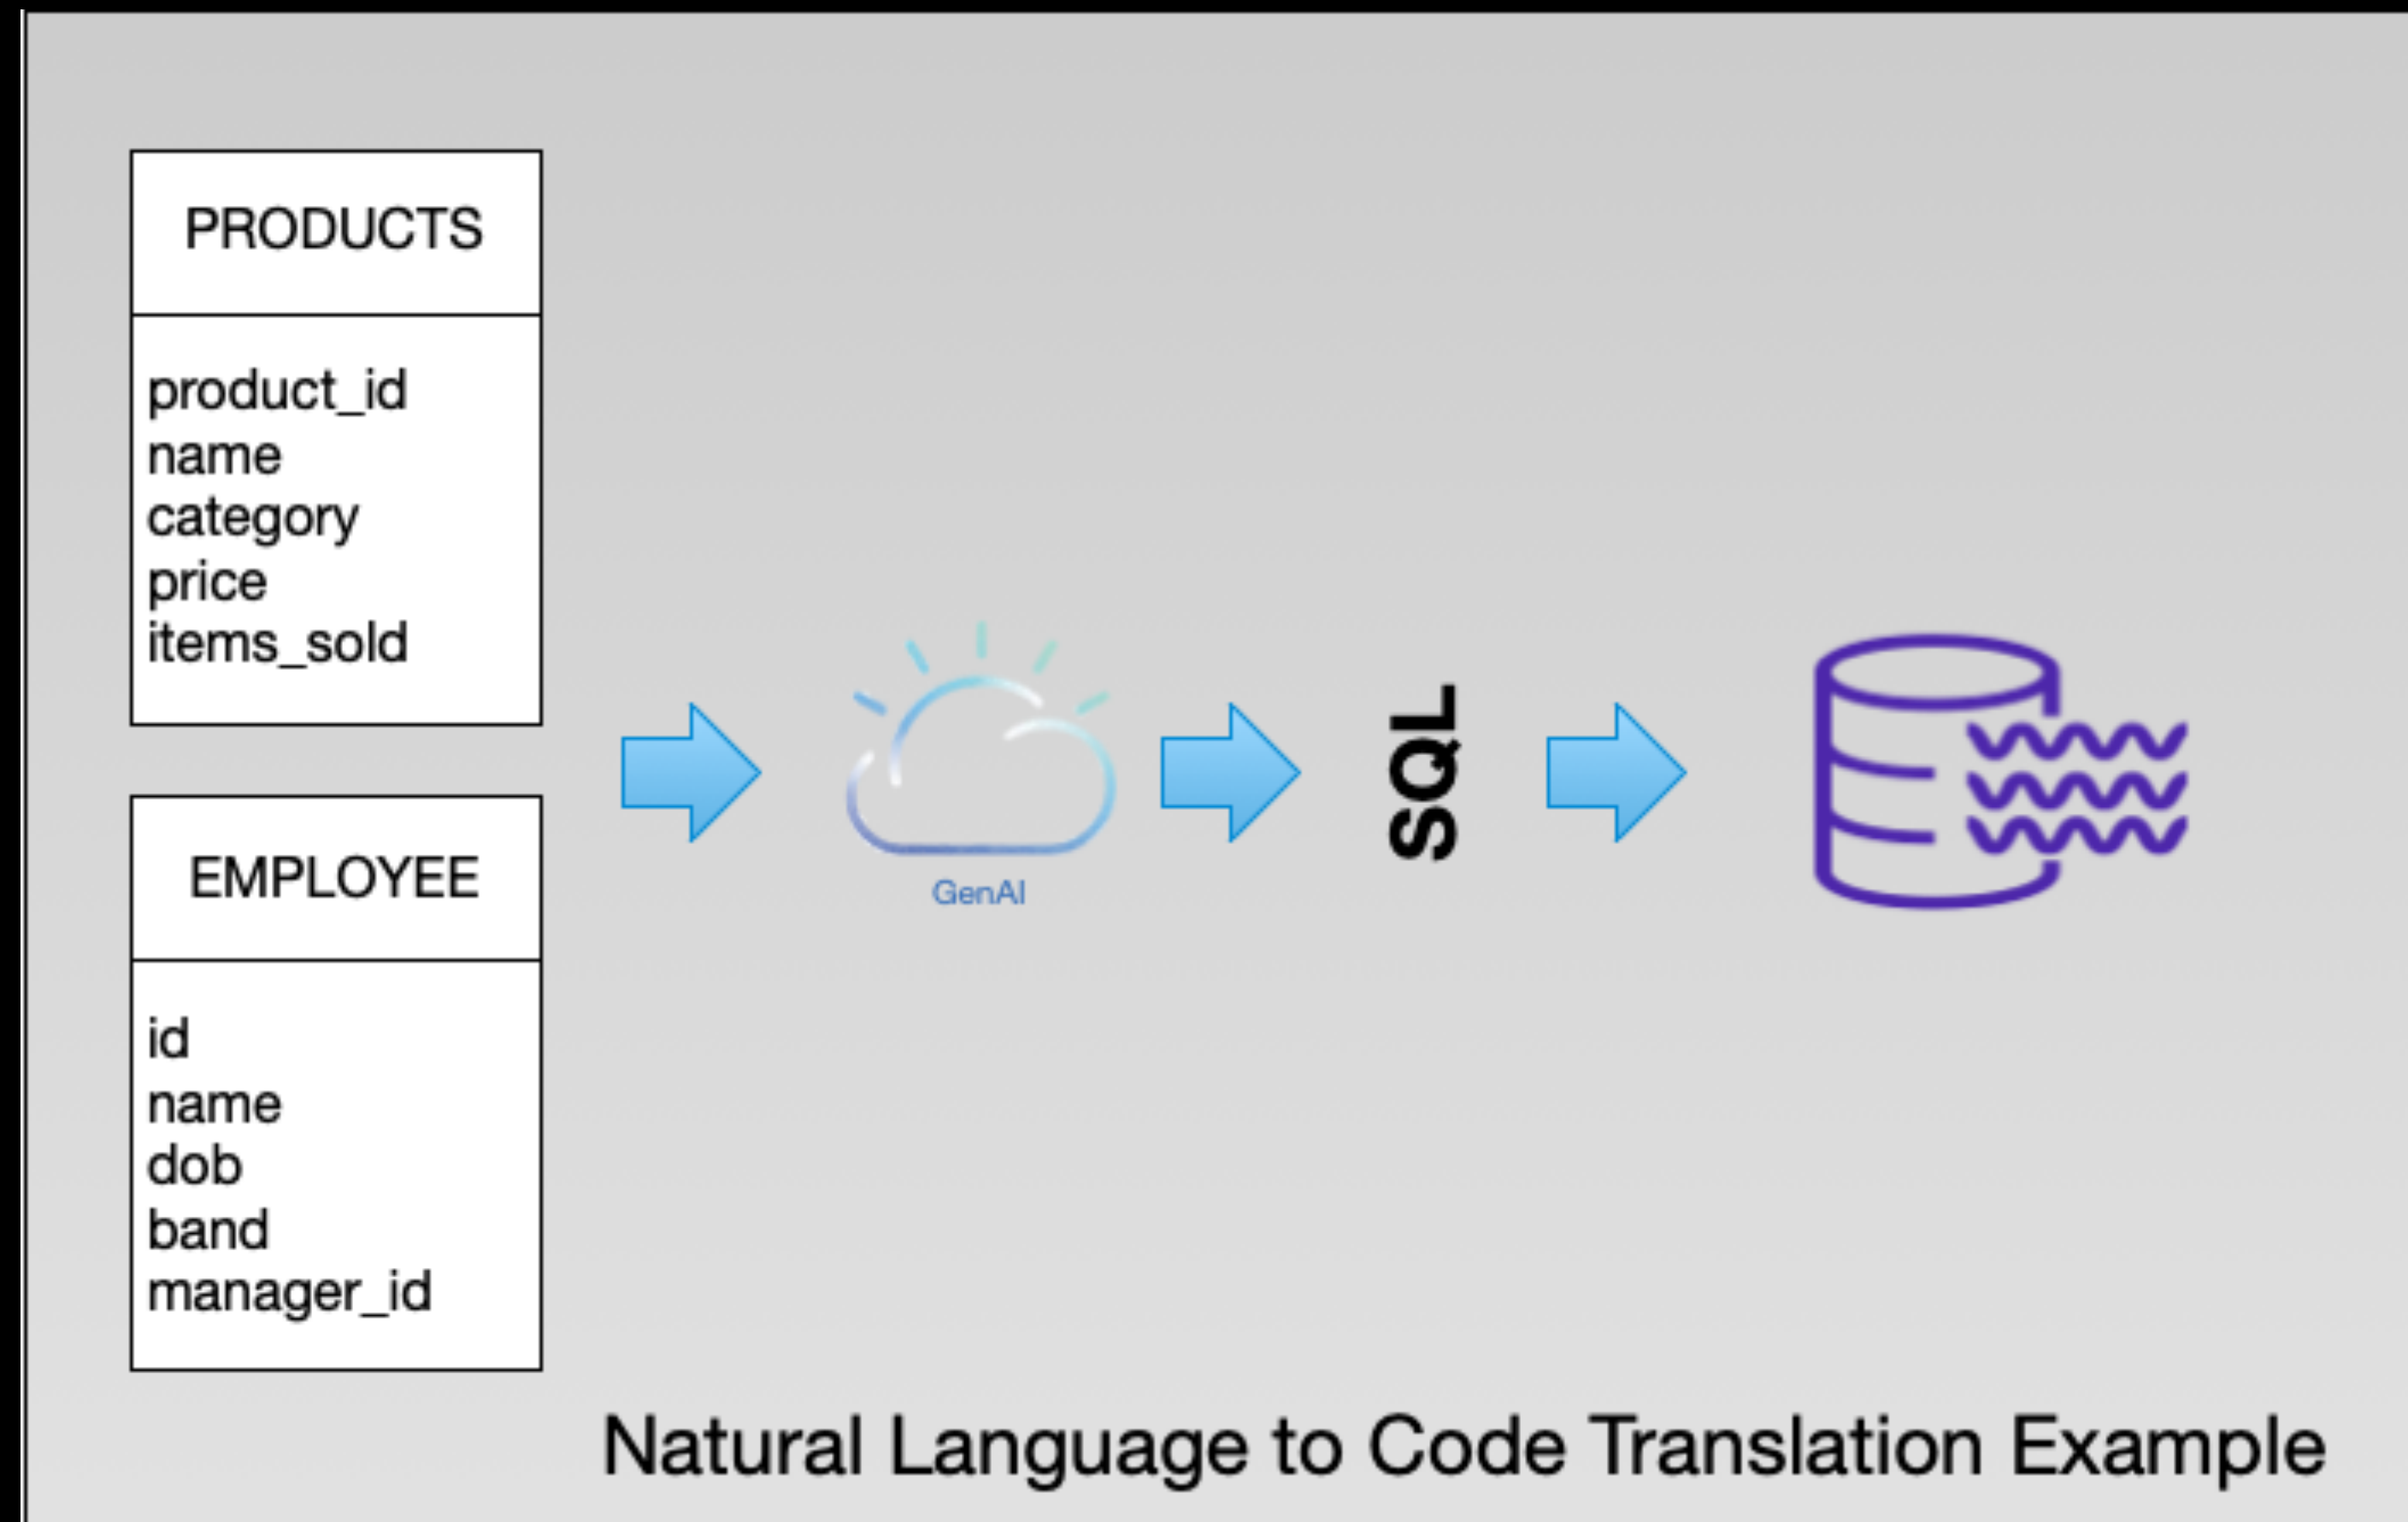 PRODUCTS
product_id
name
category
price
items_sold
EMPLOYEE
id
name
dob
band
manager_id
GenAI
SQL
Natural Language to Code Translation Example